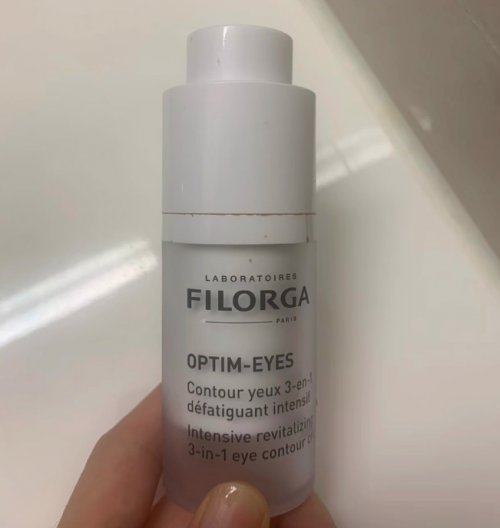 LABORATOIRES
FILORGA
PARIS
OPTIM-EYES
Contour yeux 3-en-1
défatiguant intensif
Intensive revitalizing
3-in-1 eye contour